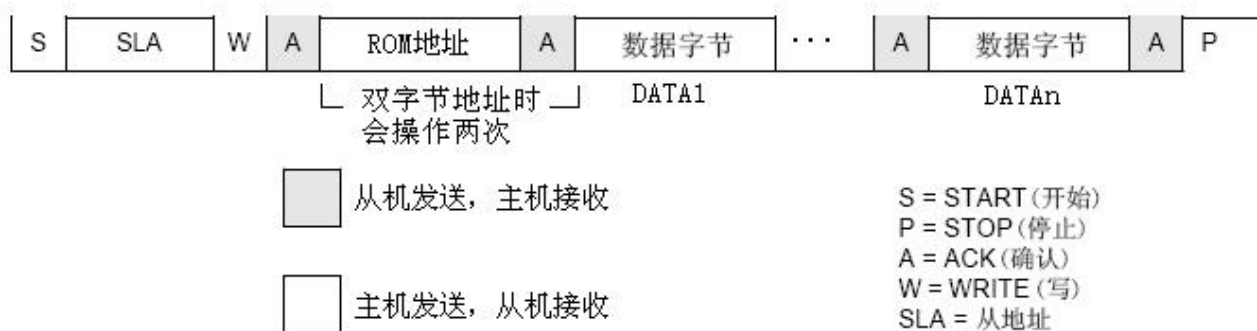 S SLA W A ROM地址 A 数据字节 ··· A 数据字节 A P
双字节地址时 DATA1 DATAn
会操作两次
从机发送，主机接收
主机发送，从机接收
S = START(开始)
P = STOP(停止)
A = ACK(确认)
W = WRITE (写)
SLA = 从地址